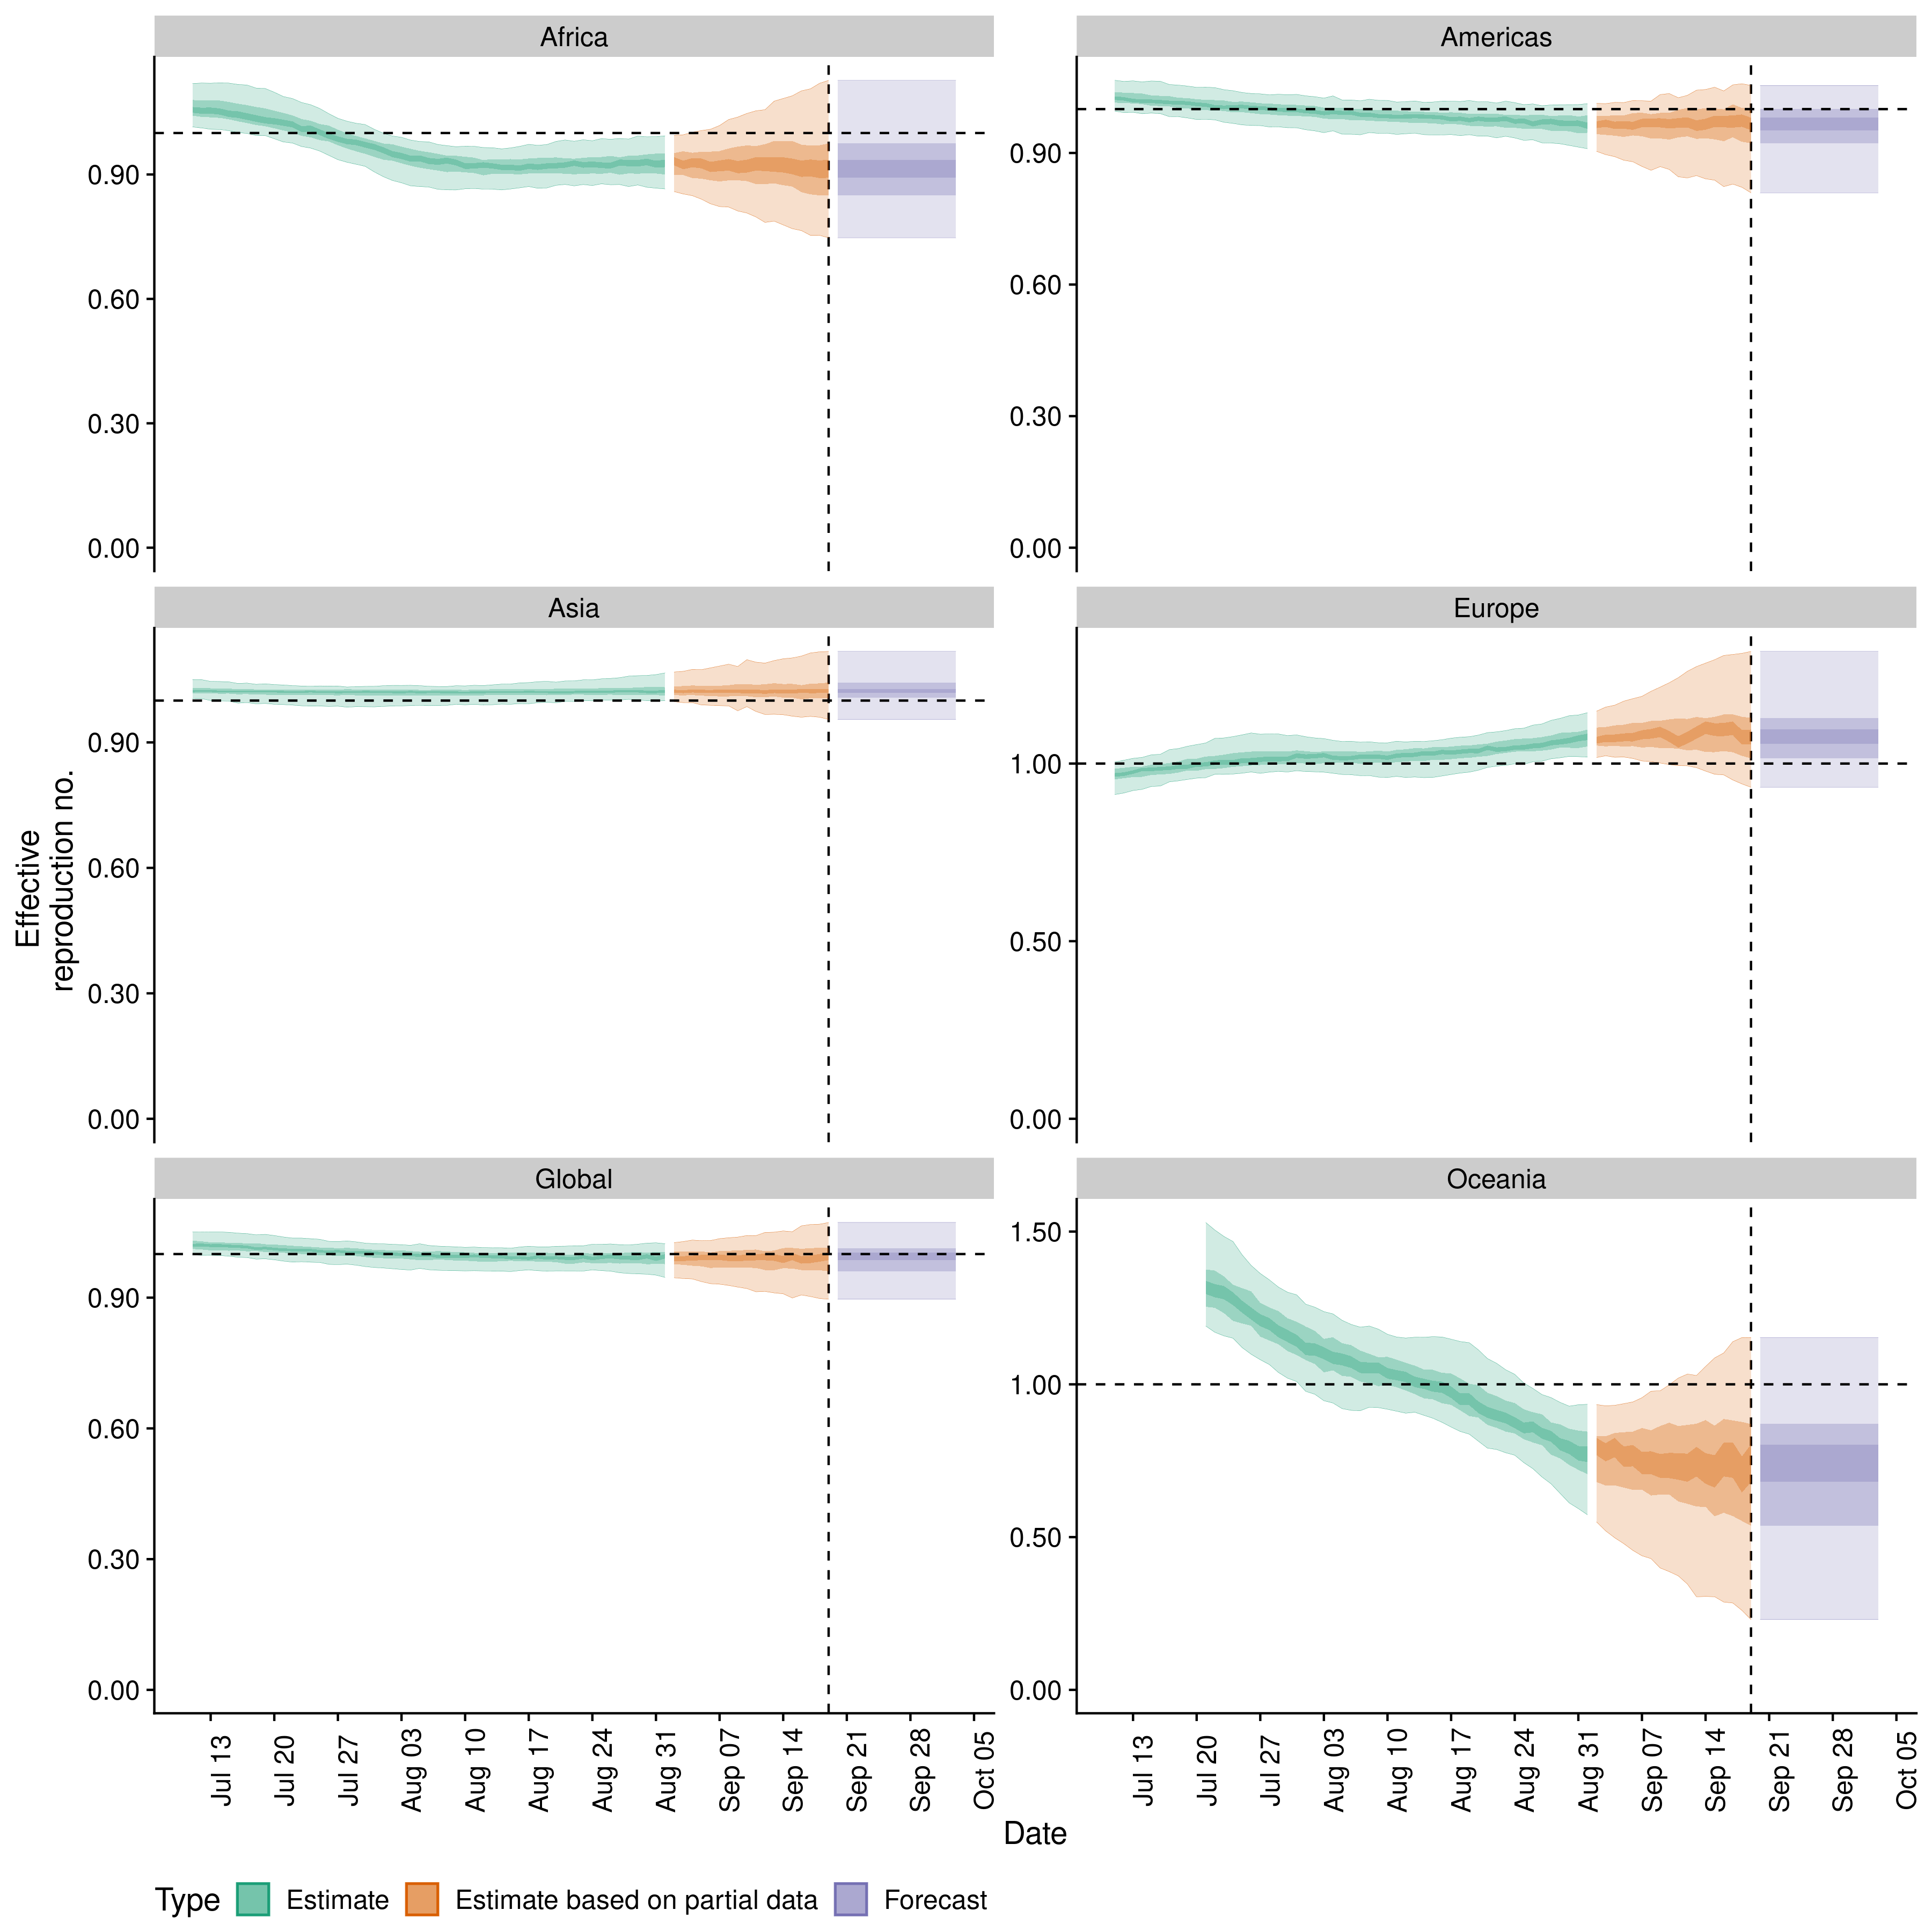 Africa
Americas
0.90
0.60
0.30
0.00
0.90
0.60
0.30
0.00
Asia
Europe
0.90
0.60
0.30
0.00
1.00
0.50
0.00
Effective
reproduction no.
Global
Oceania
0.90
0.60
0.30
0.00
1.50
1.00
0.50
0.00
Jul 13
Jul 20
Jul 27
Aug 03
Aug 10
Aug 17
Aug 24
Aug 31
Sep 07
Sep 14
Sep 21
Sep 28
Oct 05
Jul 13
Jul 20
Jul 27
Aug 03
Aug 10
Aug 17
Aug 24
Aug 31
Sep 07
Sep 14
Sep 21
Sep 28
Oct 05
Date
Type Estimate Estimate based on partial data Forecast